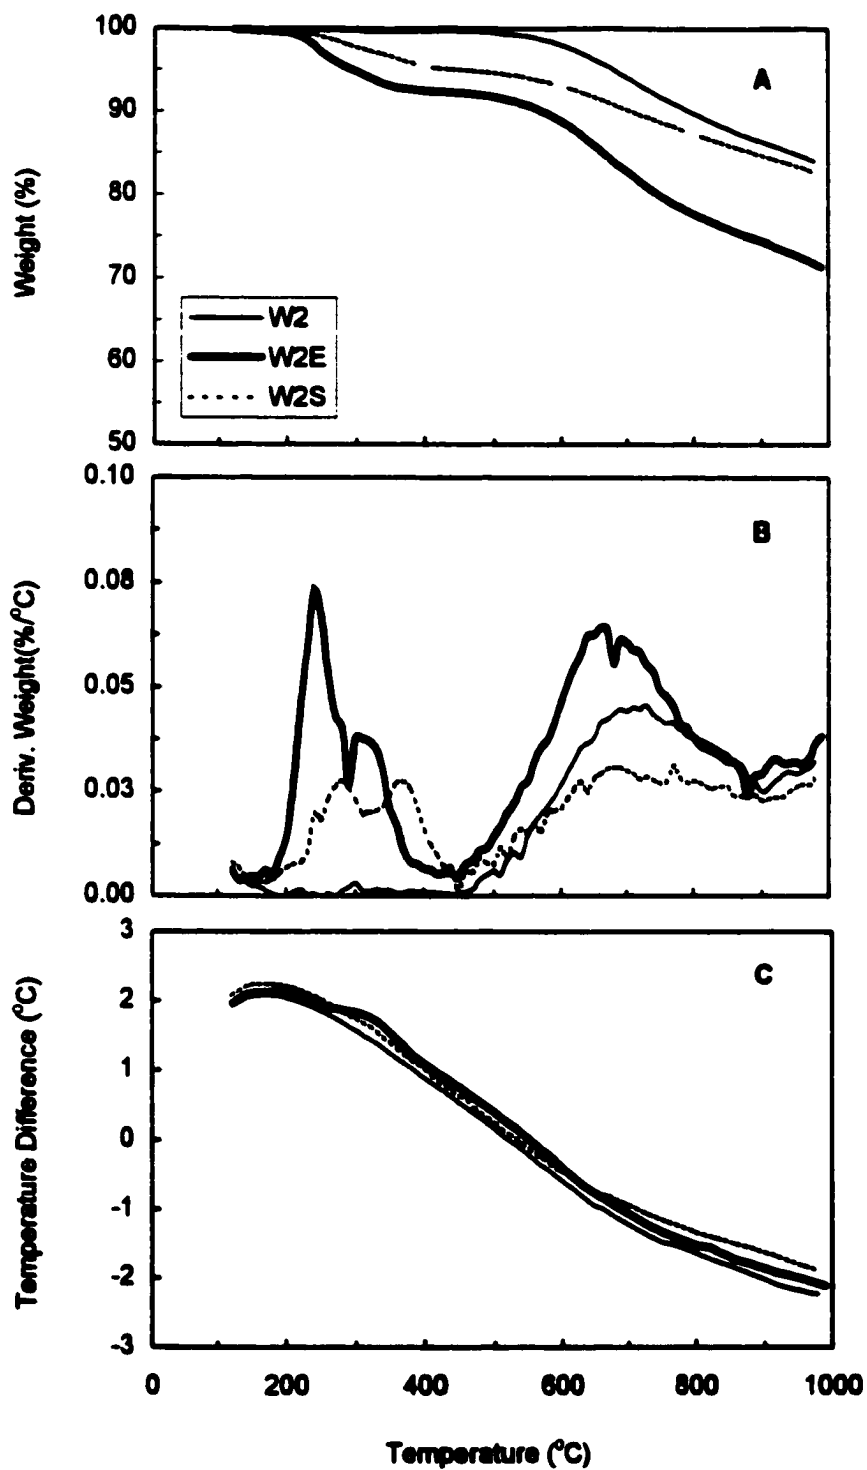 100
A
90
80
Weight (%)
70
W2
60
W2E
W2S
50
0.10
B
0.08
Deriv. Weight(%/°C)
0.05
0.03
0.00
3
C
2
Temperature Difference (°C)
1
0
-1
-2
-3
0 200 400 600 800 1000
Temperature (°C)